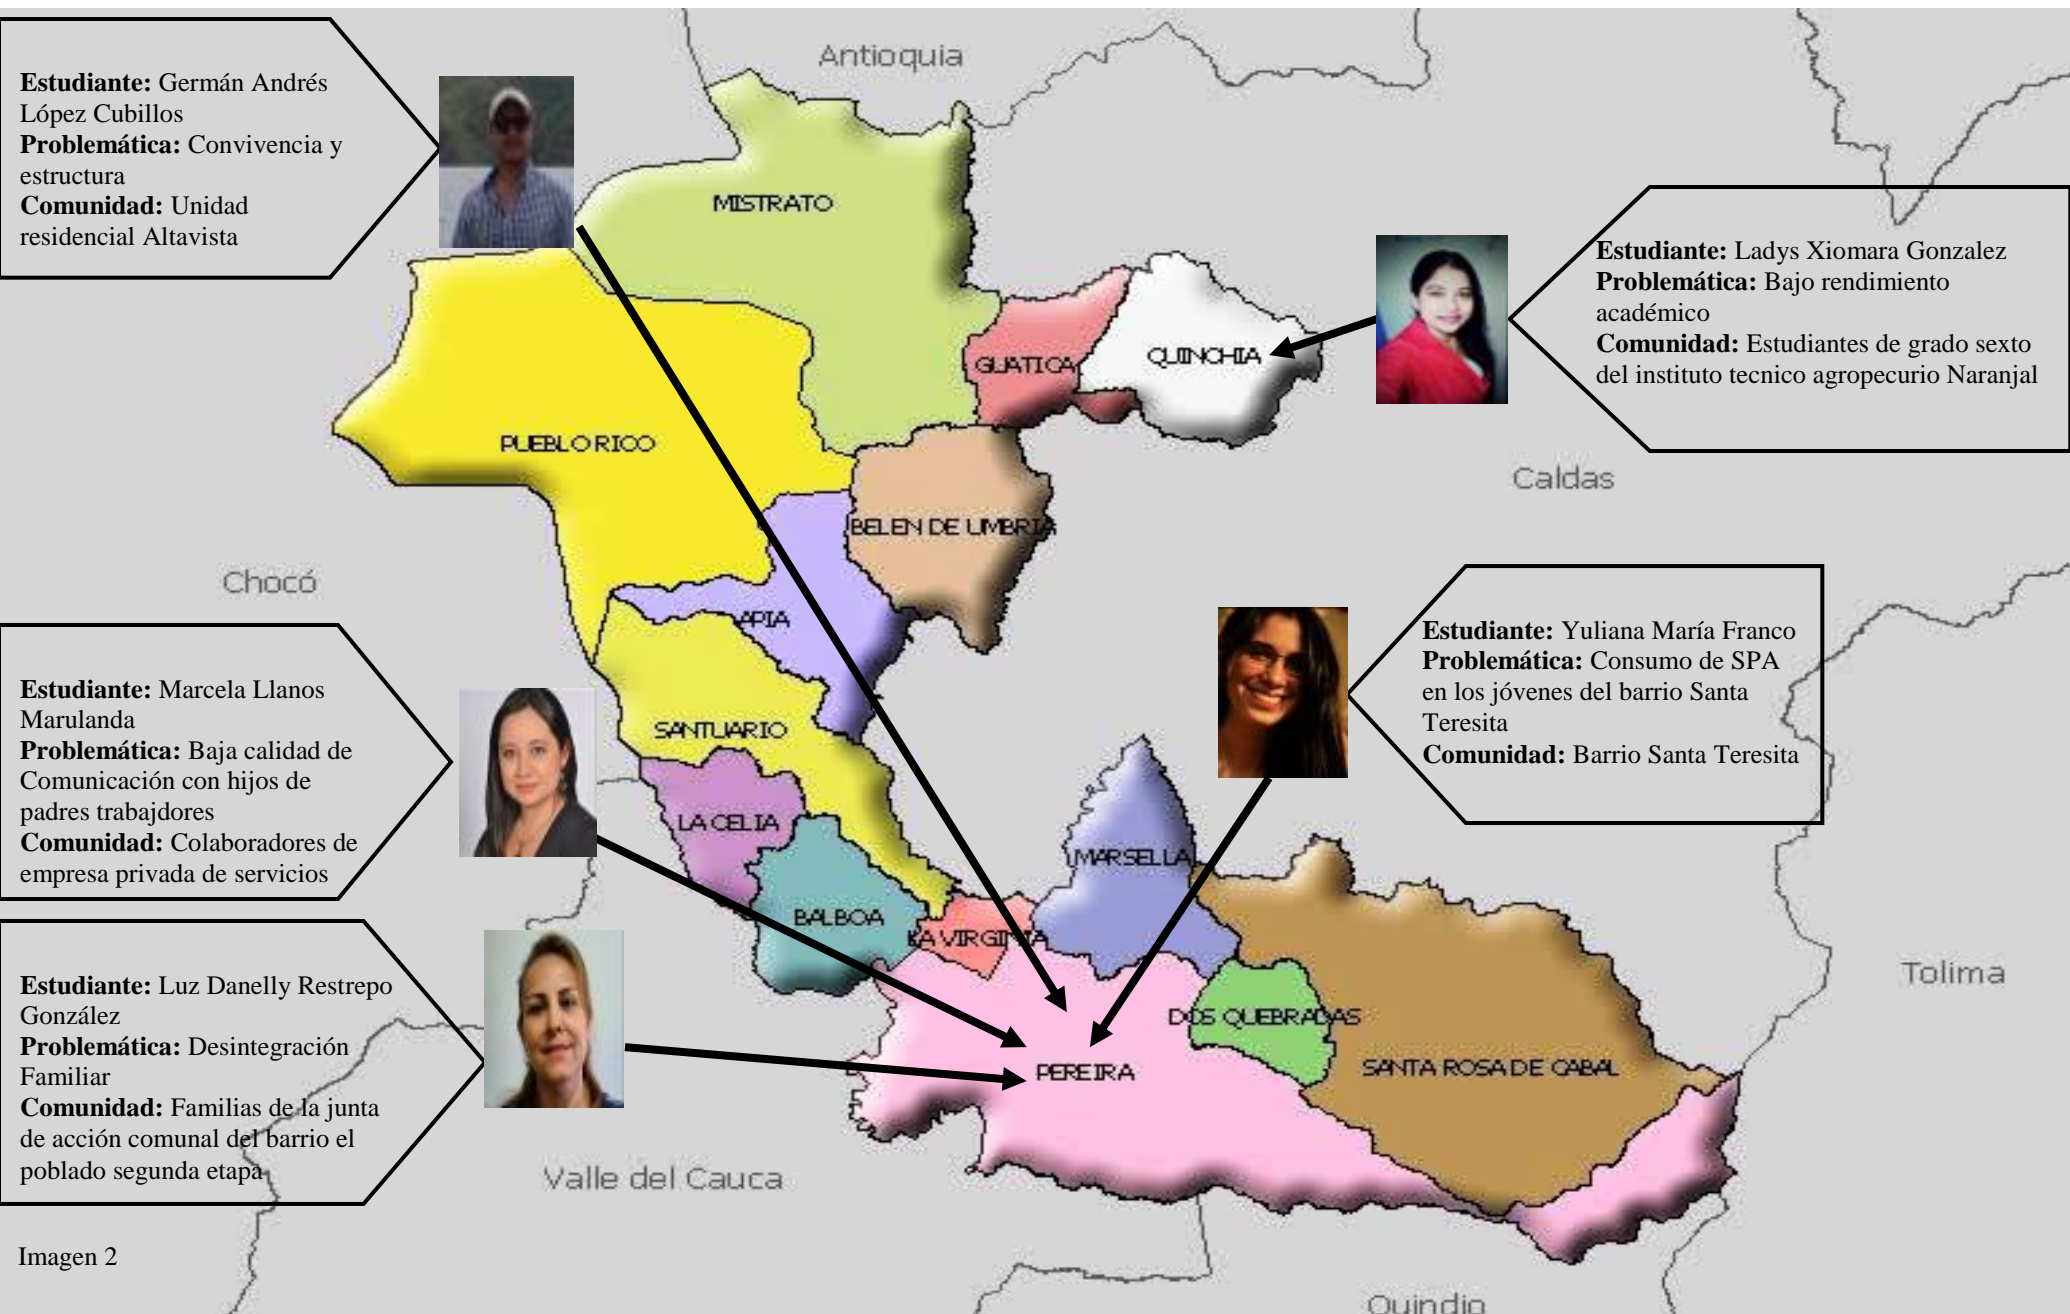 Antioquia
Estudiante: Germán Andrés
López Cubillos
Problemática: Convivencia y
estructura
Comunidad: Unidad
residencial Altavista
MISTRATO
Estudiante: Ladys Xiomara Gonzalez
Problemática: Bajo rendimiento
académico
Comunidad: Estudiantes de grado sexto
del instituto tecnico agropecurio Naranjal
GUATICA
QUINCHIA
PUEBLO RICO
Caldas
BELEN DE UMBRIA
Chocó
APIA
Estudiante: Yuliana María Franco
Problemática: Consumo de SPA
en los jóvenes del barrio Santa
Teresita
Comunidad: Barrio Santa Teresita
Estudiante: Marcela Llanos
Marulanda
Problemática: Baja calidad de
Comunicación con hijos de
padres trabajdores
Comunidad: Colaboradores de
empresa privada de servicios
SANTUARIO
LA CELIA
MARSELLA
BALBOA
LA VIRGINIA
Tolima
Estudiante: Luz Danelly Restrepo
González
Problemática: Desintegración
Familiar
Comunidad: Familias de la junta
de acción comunal del barrio el
poblado segunda etapa
DOS QUEBRADAS
PEREIRA
SANTA ROSA DE CABAL
Valle del Cauca
Imagen 2
Quindio